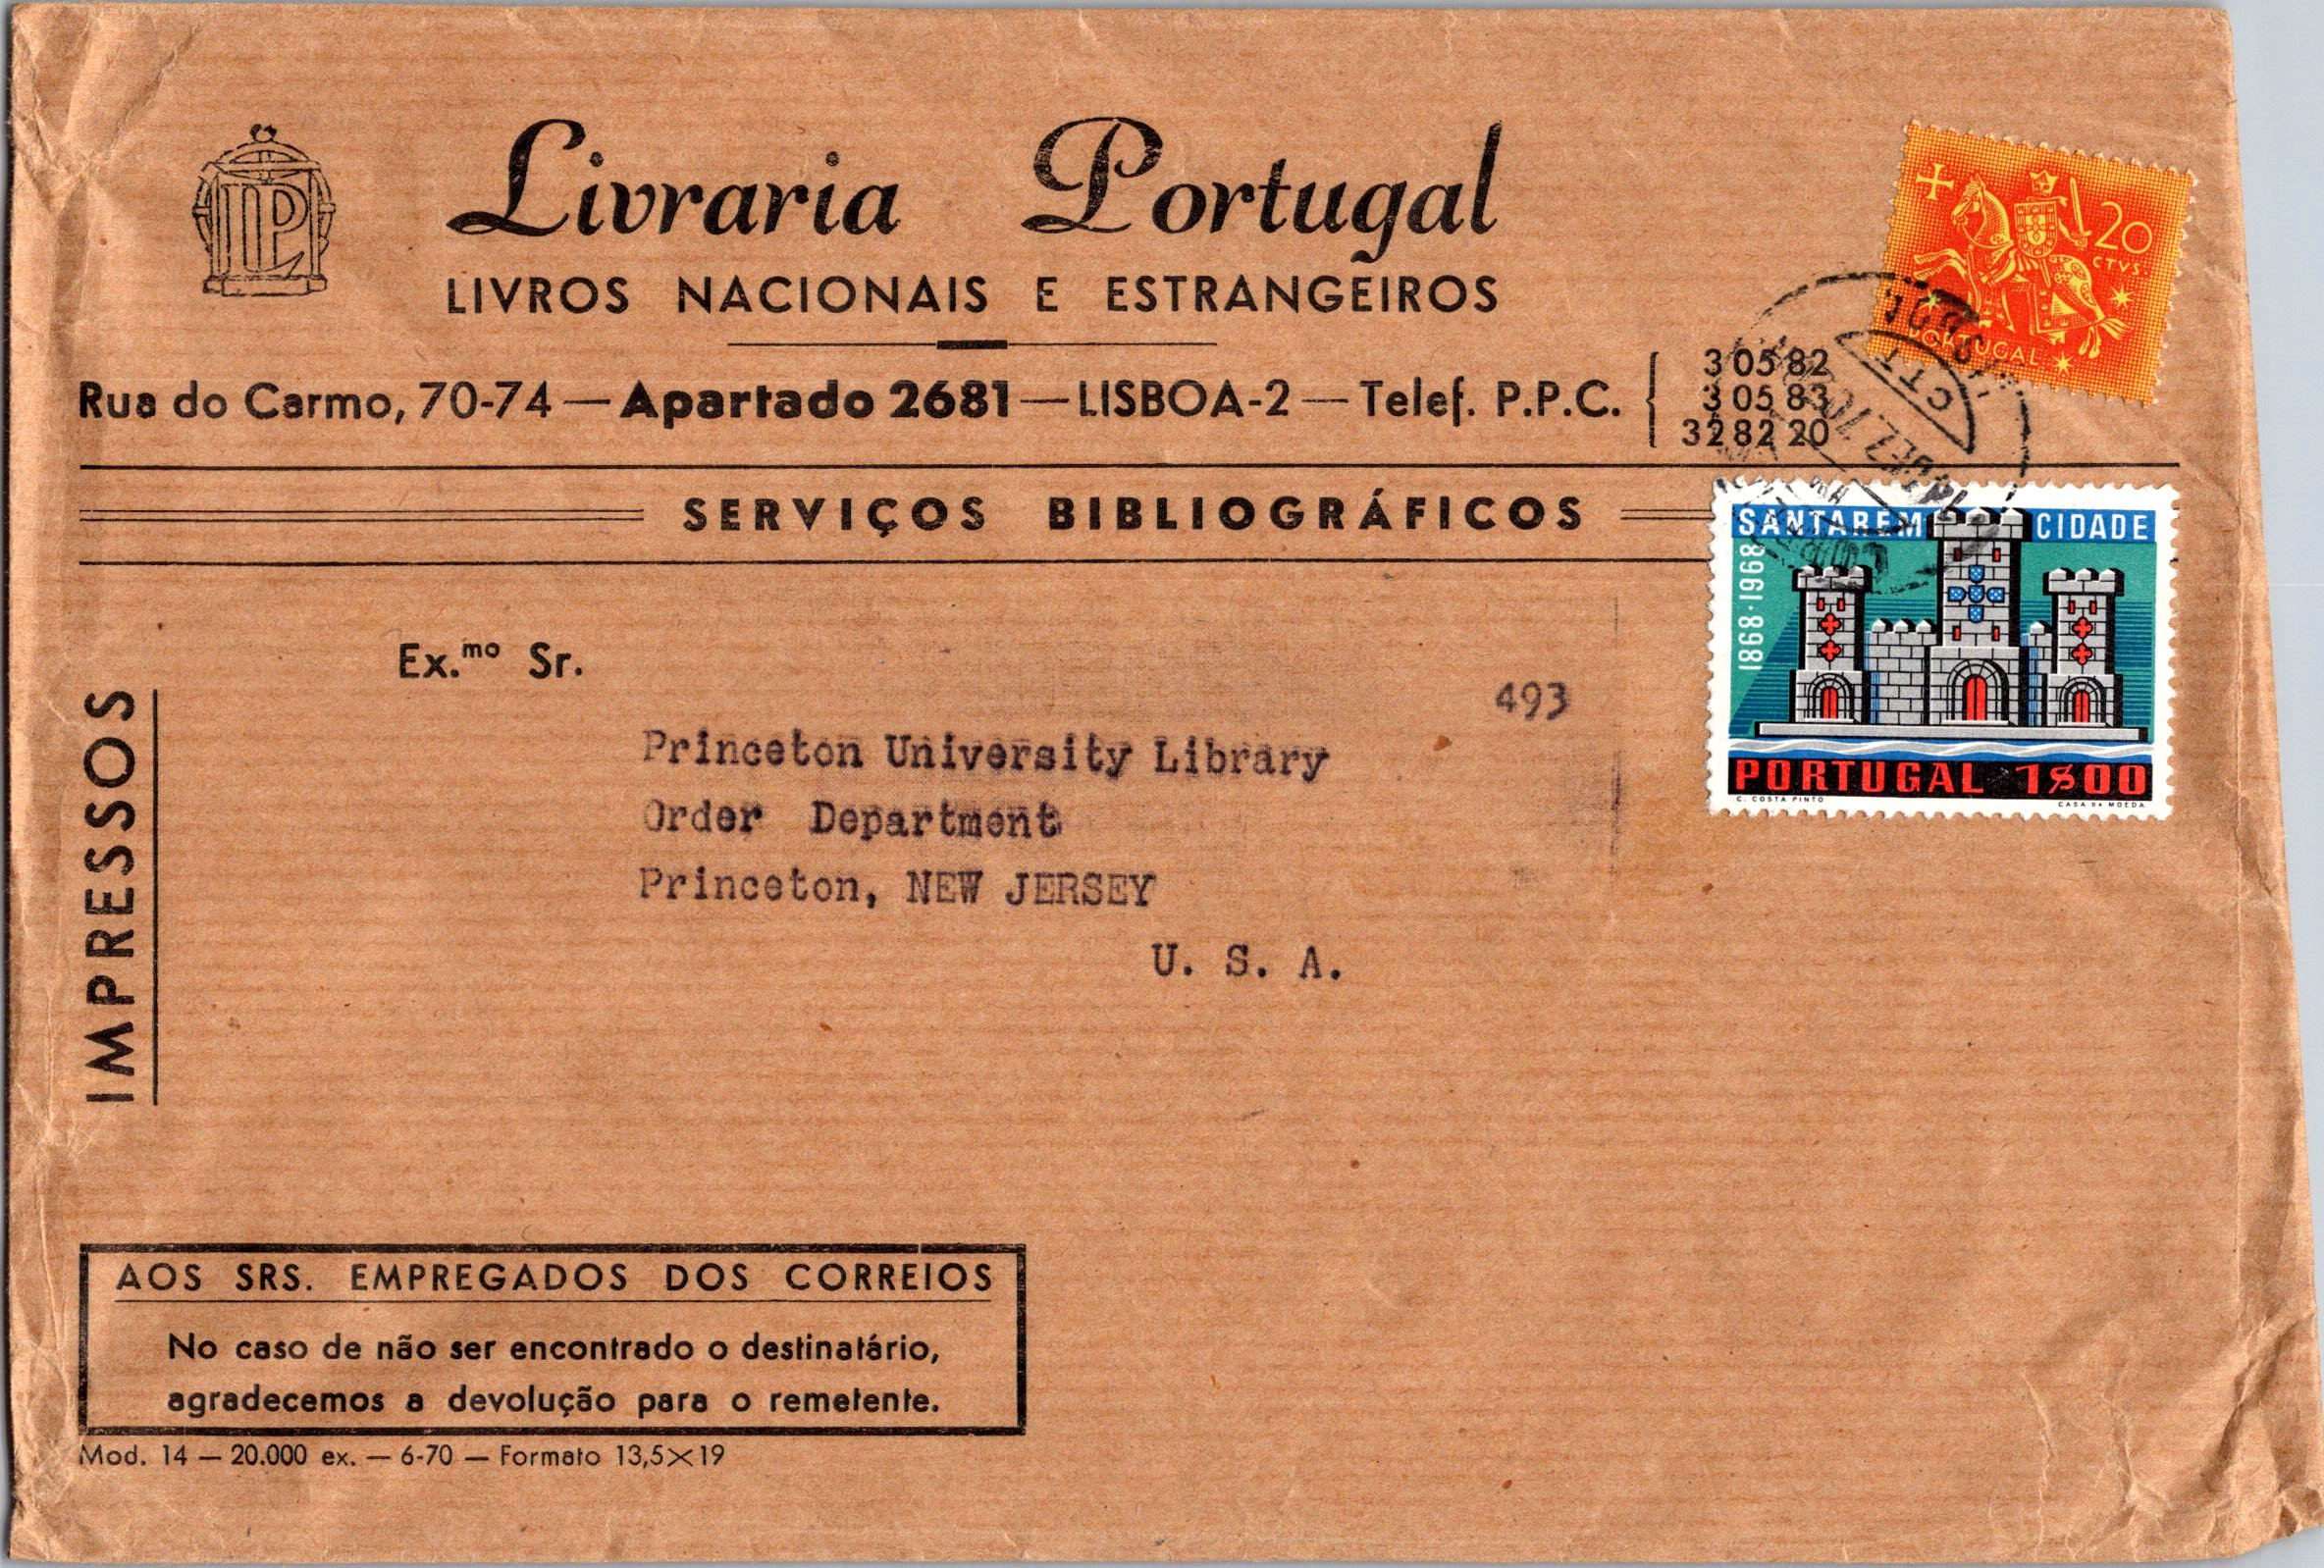 LP
Livraria Portugal
LIVROS NACIONAIS E ESTRANGEIROS
Rua do Carmo, 70-74 — Apartado 2681 — LISBOA-2 — Telef. P.P.C.
3 05 82
3 05 83
32 82 20
SERVIÇOS BIBLIOGRÁFICOS
20
CTVS.
PORTUGAL
CTT
SANTAREM CIDADE
1868·1968
PORTUGAL 1$00
C. COSTA PINTO CASA DA MOEDA
Ex.mo Sr.
493
Princeton University Library
Order Department
Princeton, NEW JERSEY
U. S. A.
IMPRESSOS
AOS SRS. EMPREGADOS DOS CORREIOS
No caso de não ser encontrado o destinatário,
agradecemos a devolução para o remetente.
Mod. 14 — 20.000 ex. — 6-70 — Formato 13,5×19